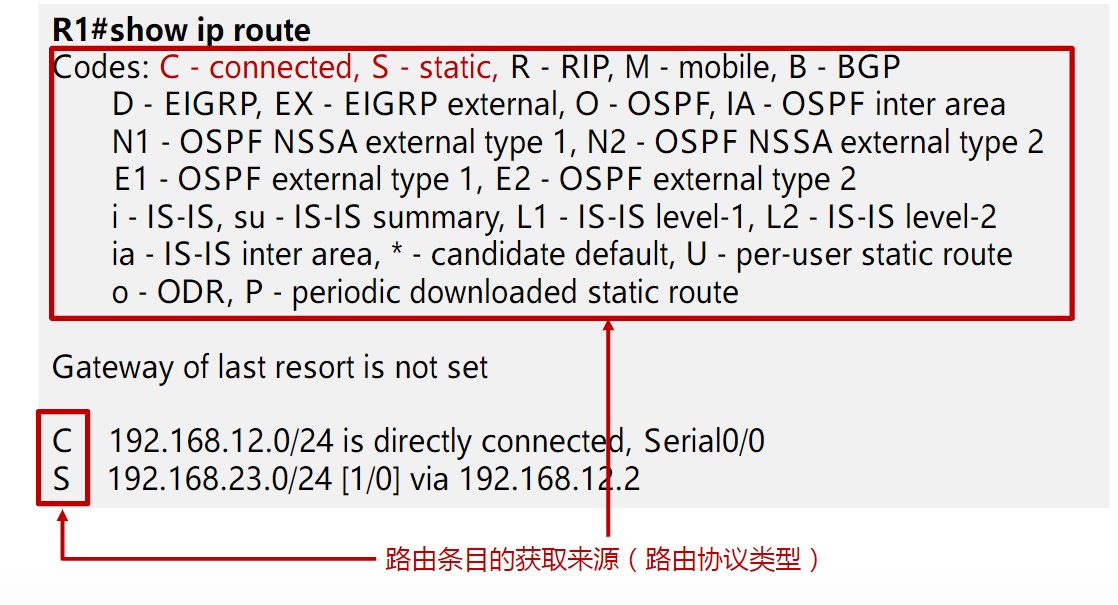 R1#show ip route
Codes: C - connected, S - static, R - RIP, M - mobile, B - BGP
D - EIGRP, EX - EIGRP external, O - OSPF, IA - OSPF inter area
N1 - OSPF NSSA external type 1, N2 - OSPF NSSA external type 2
E1 - OSPF external type 1, E2 - OSPF external type 2
i - IS-IS, su - IS-IS summary, L1 - IS-IS level-1, L2 - IS-IS level-2
ia - IS-IS inter area, * - candidate default, U - per-user static route
o - ODR, P - periodic downloaded static route
Gateway of last resort is not set
C 192.168.12.0/24 is directly connected, Serial0/0
S 192.168.23.0/24 [1/0] via 192.168.12.2
路由条目的获取来源（路由协议类型）